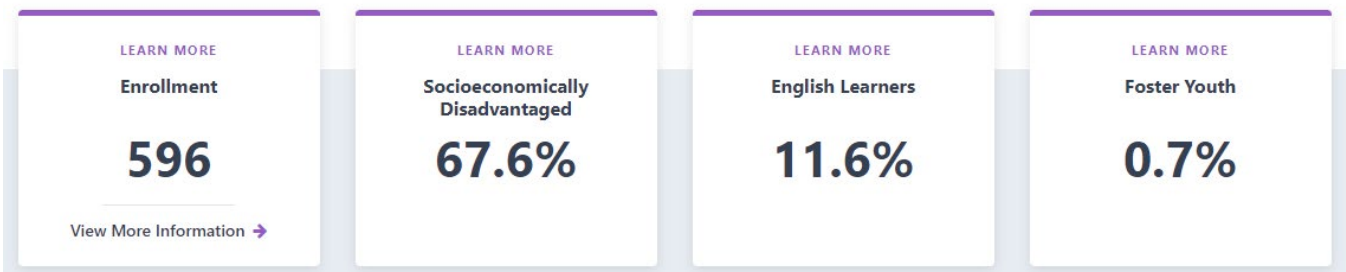 LEARN MORE
Enrollment
596
View More Information
LEARN MORE
Socioeconomically
Disadvantaged
67.6%
LEARN MORE
English Learners
11.6%
LEARN MORE
Foster Youth
0.7%